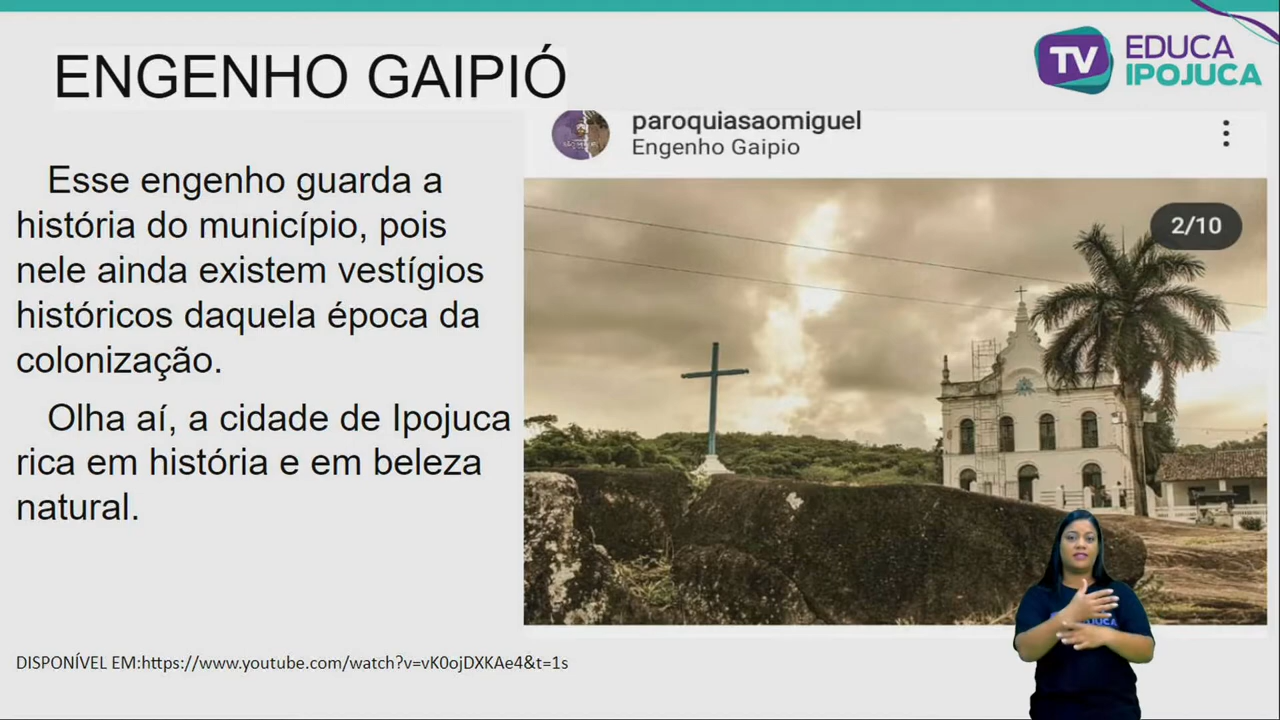 ENGENHO GAIPIÓ
TV EDUCA
IPOJUCA
paroquiasaomiguel
Engenho Gaipio
2/10
Esse engenho guarda a
história do município, pois
nele ainda existem vestígios
históricos daquela época da
colonização.
Olha aí, a cidade de Ipojuca
rica em história e em beleza
natural.
DISPONÍVEL EM:https://www.youtube.com/watch?v=vK0ojDXKAe4&t=1s